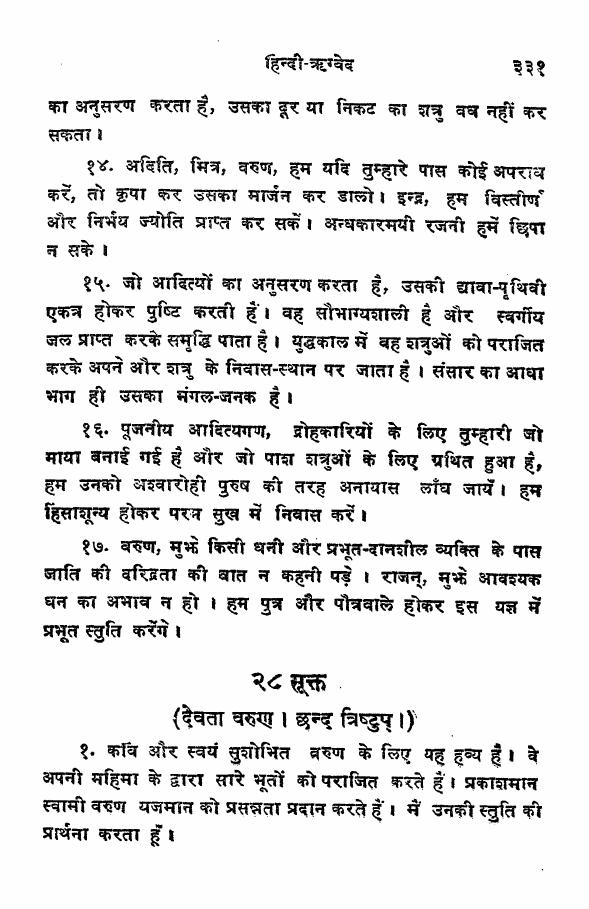 हिन्दी-ऋग्वेद ३३१
का अनुसरण करता है, उसका दूर या निकट का शत्रु वध नहीं कर
सकता।
१४. अदिति, मित्र, वरुण, हम यदि तुम्हारे पास कोई अपराध
करें, तो कृपा कर उसका मार्जन कर डालो। इन्द्र, हम विस्तीर्ण
और निर्भय ज्योति प्राप्त कर सकें। अन्धकारमयी रजनी हमें छिपा
न सके।
१५. जो आदित्यों का अनुसरण करता है, उसकी द्यावा-पृथिवी
एकत्र होकर पुष्टि करती हैं। वह सौभाग्यशाली है और स्वर्गीय
जल प्राप्त करके समृद्धि पाता है। युद्धकाल में वह शत्रुओं को पराजित
करके अपने और शत्रु के निवास-स्थान पर जाता है। संसार का आधा
भाग ही उसका मंगल-जनक है।
१६. पूजनीय आदित्यगण, द्रोहकारियों के लिए तुम्हारी जो
माया बनाई गई है और जो पाश शत्रुओं के लिए ग्रथित हुआ है,
हम उनको अश्वारोही पुरुष की तरह अनायास लाँघ जायँ। हम
हिंसाशून्य होकर परम सुख में निवास करें।
१७. वरुण, मुझे किसी धनी और प्रभूत-दानशील व्यक्ति के पास
जाति की दरिद्रता की बात न कहनी पड़े। राजन्, मुझे आवश्यक
धन का अभाव न हो। हम पुत्र और पौत्रवाले होकर इस यज्ञ में
प्रभूत स्तुति करेंगे।
२८ सूक्त
(देवता वरुण। छन्द त्रिष्टुप्।)
१. कवि और स्वयं सुशोभित वरुण के लिए यह हव्य है। वे
अपनी महिमा के द्वारा सारे भूतों को पराजित करते हैं। प्रकाशमान
स्वामी वरुण यजमान को प्रसन्नता प्रदान करते हैं। मैं उनकी स्तुति की
प्रार्थना करता हूँ।